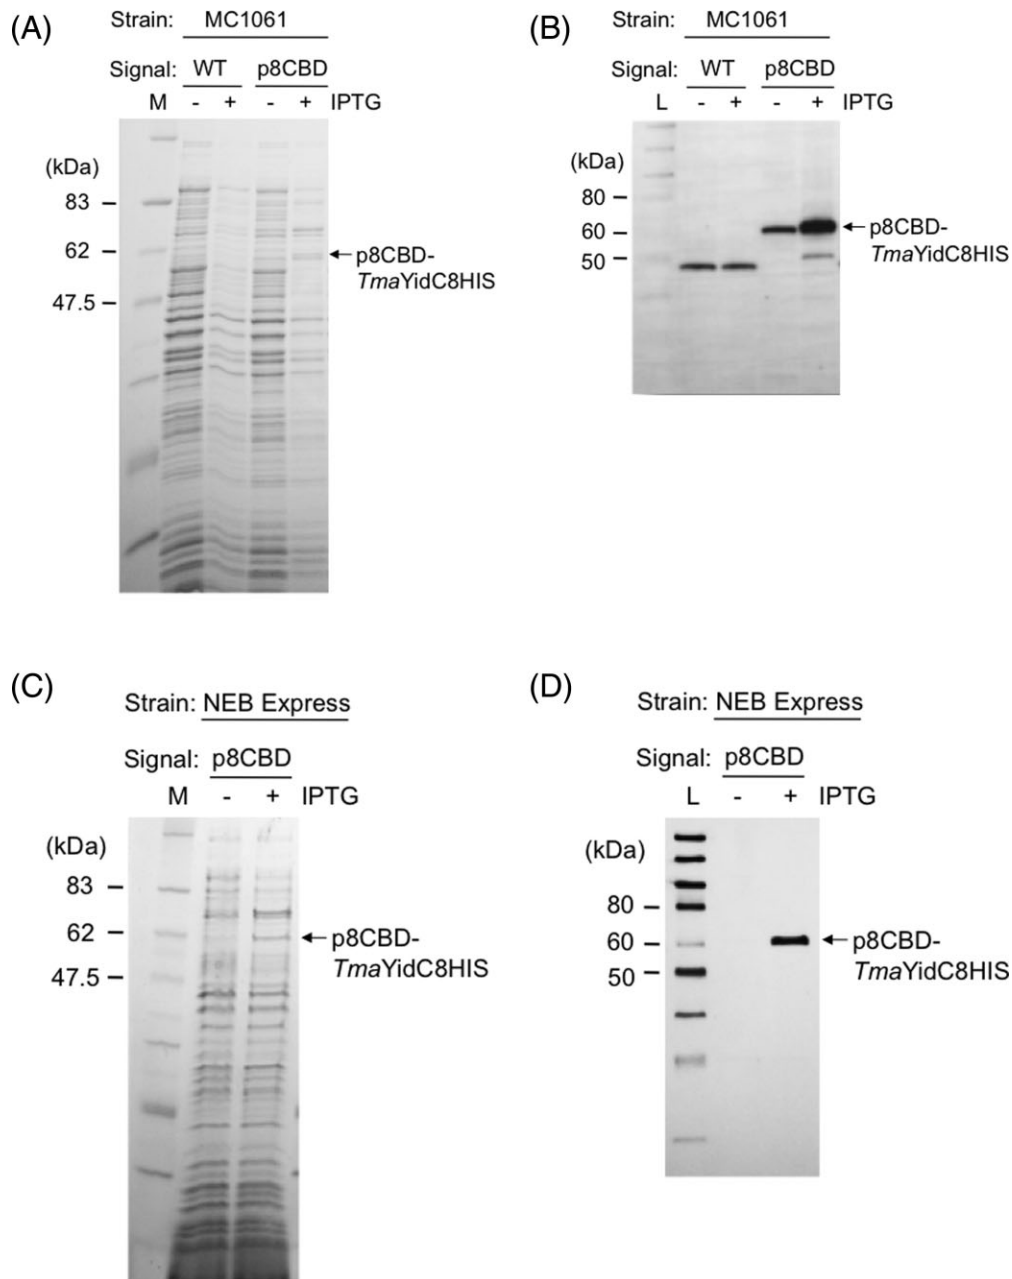 (A)
Strain: MC1061
Signal: WT p8CBD
M - + - + IPTG
(kDa)
83
62
47.5
p8CBD-
TmaYidC8HIS
(B)
Strain: MC1061
Signal: WT p8CBD
L - + - + IPTG
(kDa)
80
60
50
p8CBD-
TmaYidC8HIS
(C)
Strain: NEB Express
Signal: p8CBD
M - + IPTG
(kDa)
83
62
47.5
p8CBD-
TmaYidC8HIS
(D)
Strain: NEB Express
Signal: p8CBD
L - + IPTG
(kDa)
80
60
50
p8CBD-
TmaYidC8HIS